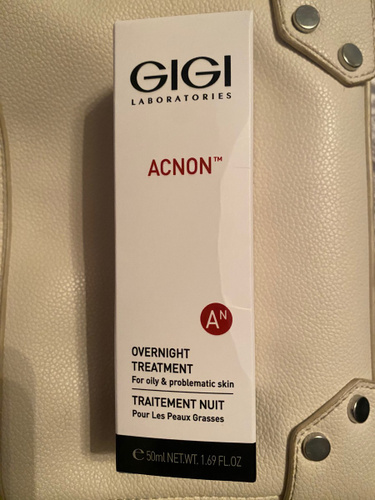 GIGI
LABORATORIES
ACNON™
AN
OVERNIGHT
TREATMENT
For oily & problematic skin
TRAITEMENT NUIT
Pour Les Peaux Grasses
℮50ml NET.WT. 1.69 FL.OZ